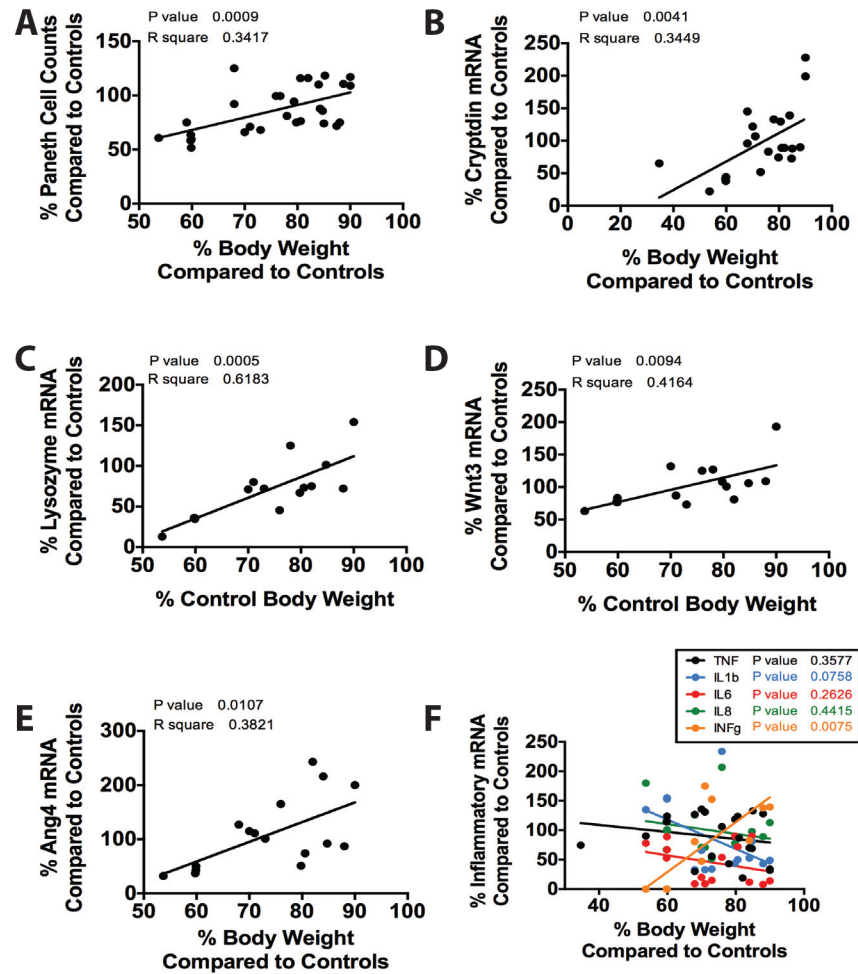 A
P value 0.0009
R square 0.3417
% Paneth Cell Counts
Compared to Controls
150
100
50
0
50 60 70 80 90 100
% Body Weight
Compared to Controls
B
P value 0.0041
R square 0.3449
% Cryptdin mRNA
Compared to Controls
250
200
150
100
50
0
0 20 40 60 80 100
% Body Weight
Compared to Controls
C
P value 0.0005
R square 0.6183
% Lysozyme mRNA
Compared to Controls
200
150
100
50
0
50 60 70 80 90 100
% Control Body Weight
D
P value 0.0094
R square 0.4164
% Wnt3 mRNA
Compared to Controls
250
200
150
100
50
0
50 60 70 80 90 100
% Control Body Weight
E
P value 0.0107
R square 0.3821
% Ang4 mRNA
Compared to Controls
300
200
100
0
50 60 70 80 90 100
% Body Weight
Compared to Controls
F
TNF P value 0.3577
IL1b P value 0.0758
IL6 P value 0.2626
IL8 P value 0.4415
INFg P value 0.0075
% Inflammatory mRNA
Compared to Controls
250
200
150
100
50
0
40 60 80 100
% Body Weight
Compared to Controls